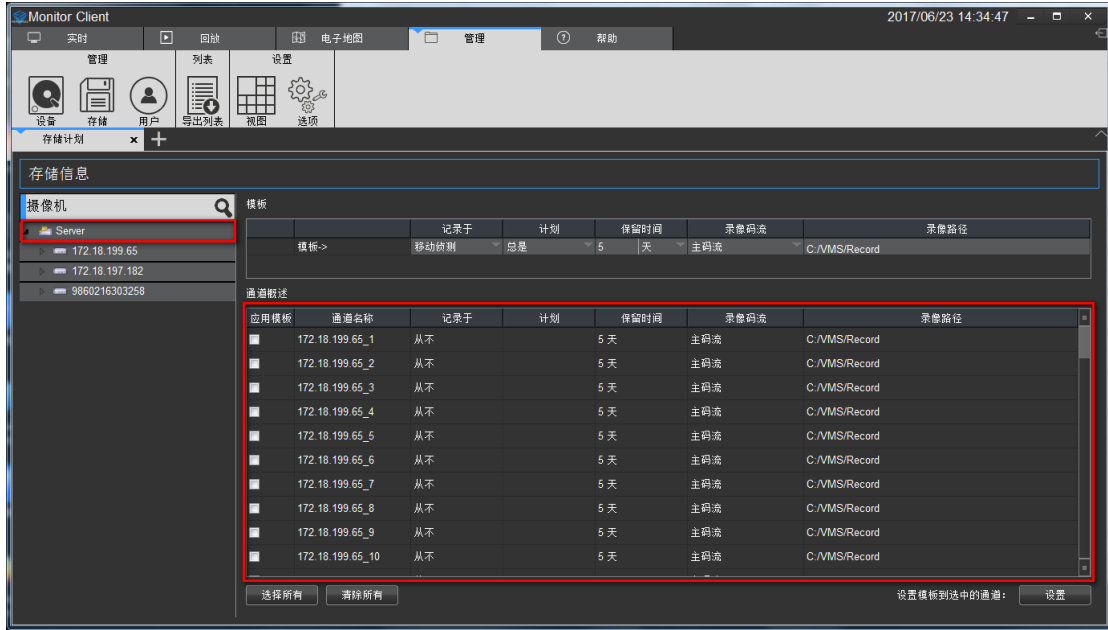 Monitor Client 2017/06/23 14:34:47
实时 回放 电子地图 管理 帮助
管理 列表 设置
设备 存储 用户 导出列表 视图 选项
存储计划
存储信息
摄像机
Server
172.18.199.65
172.18.197.182
9860216303258
模板
记录于 计划 保留时间 录像码流 录像路径
模板-> 移动侦测 总是 5 天 主码流 C:/VMS/Record
通道概述
应用模板 通道名称 记录于 计划 保留时间 录像码流 录像路径
172.18.199.65_1 从不 5 天 主码流 C:/VMS/Record
172.18.199.65_2 从不 5 天 主码流 C:/VMS/Record
172.18.199.65_3 从不 5 天 主码流 C:/VMS/Record
172.18.199.65_4 从不 5 天 主码流 C:/VMS/Record
172.18.199.65_5 从不 5 天 主码流 C:/VMS/Record
172.18.199.65_6 从不 5 天 主码流 C:/VMS/Record
172.18.199.65_7 从不 5 天 主码流 C:/VMS/Record
172.18.199.65_8 从不 5 天 主码流 C:/VMS/Record
172.18.199.65_9 从不 5 天 主码流 C:/VMS/Record
172.18.199.65_10 从不 5 天 主码流 C:/VMS/Record
选择所有 清除所有 设置模板到选中的通道: 设置